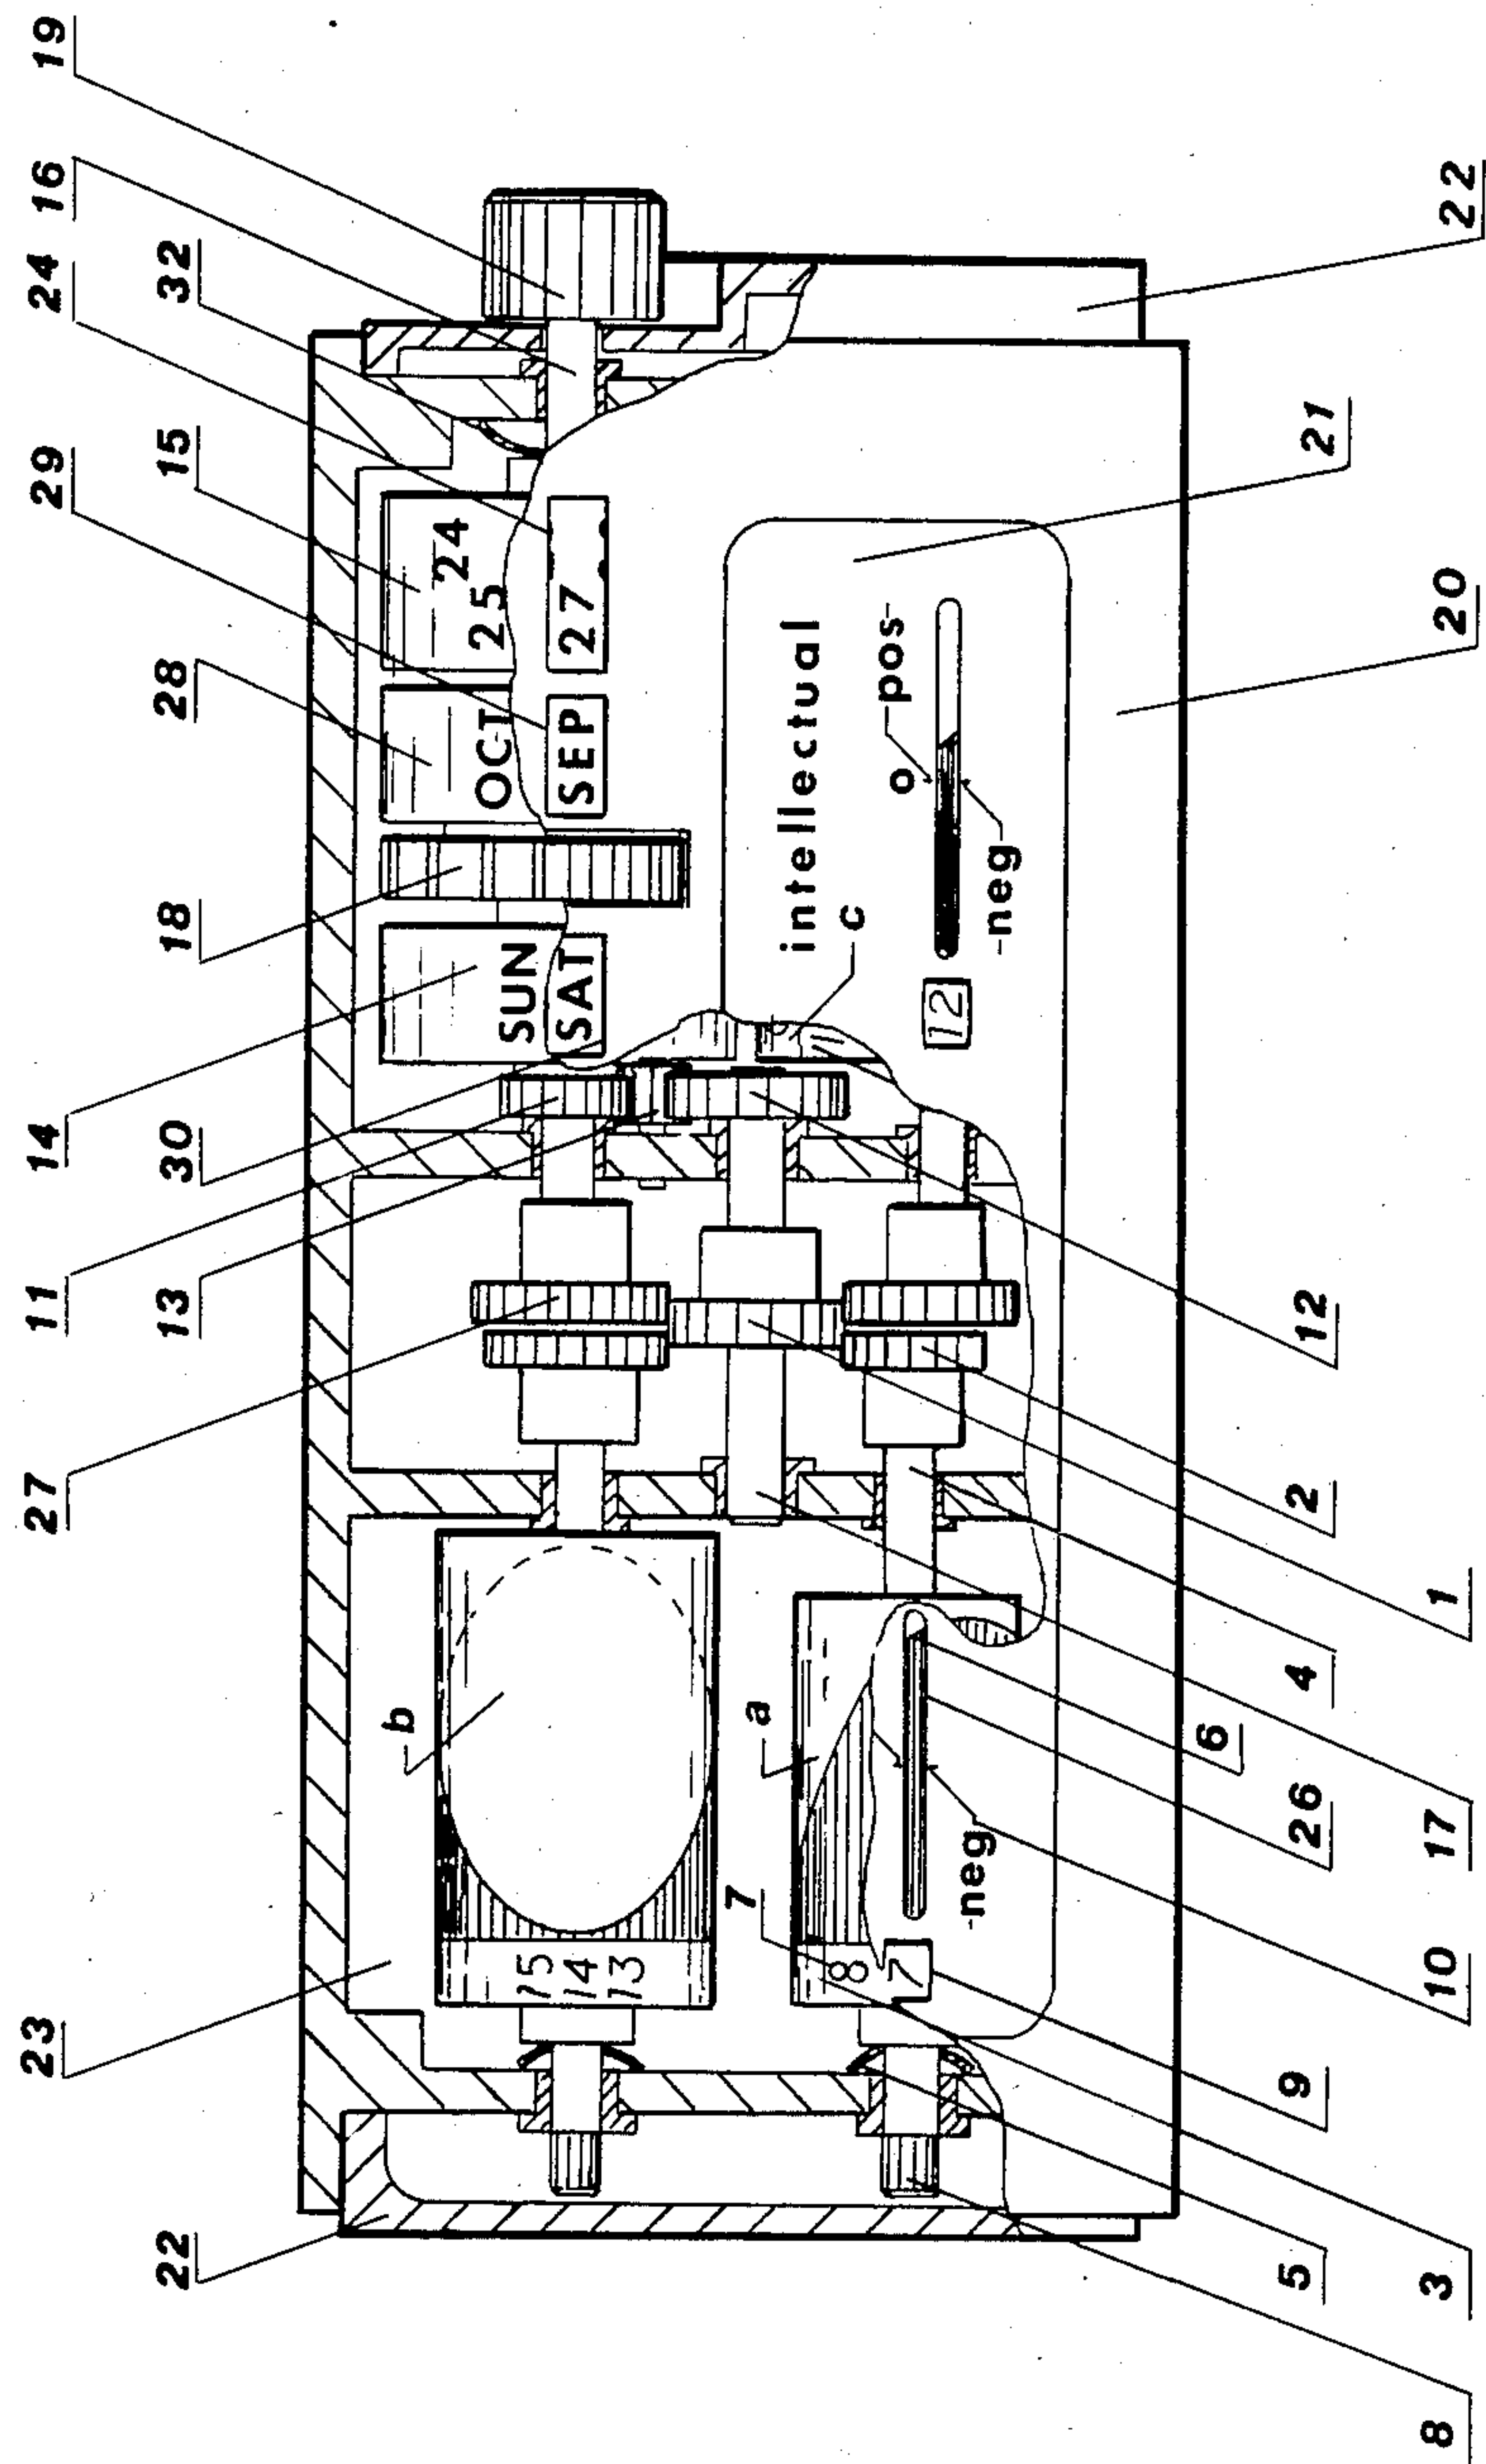 23 27 11 14 29 24 16 19
22 13 30 18 28 15 32
b
24
OCT 25
15 SUN
14 SAT SEP 27
13
7 a
intellectual
8 c
7 o -pos-
12
-neg -neg-
6
5 9 26 4 2 12 21
8 3 10 17 1 20 22